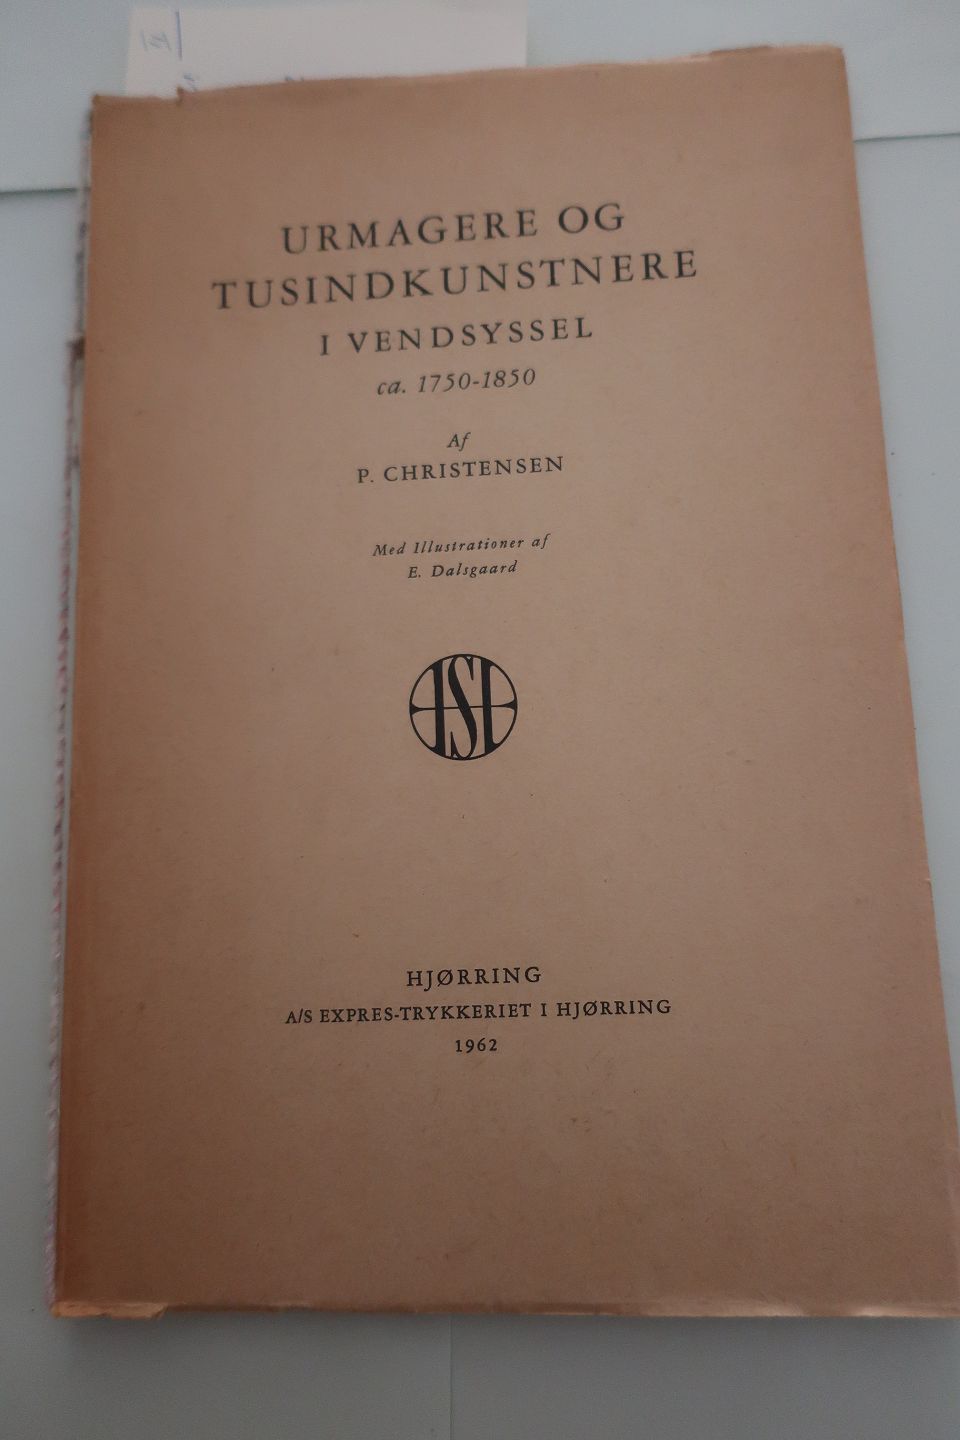 URMAGERE OG
TUSINDKUNSTNERE
I VENDSYSSEL
ca. 1750-1850
Af
P. CHRISTENSEN
Med Illustrationer af
E. Dalsgaard
HJØRRING
A/S EXPRES-TRYKKERIET I HJØRRING
1962